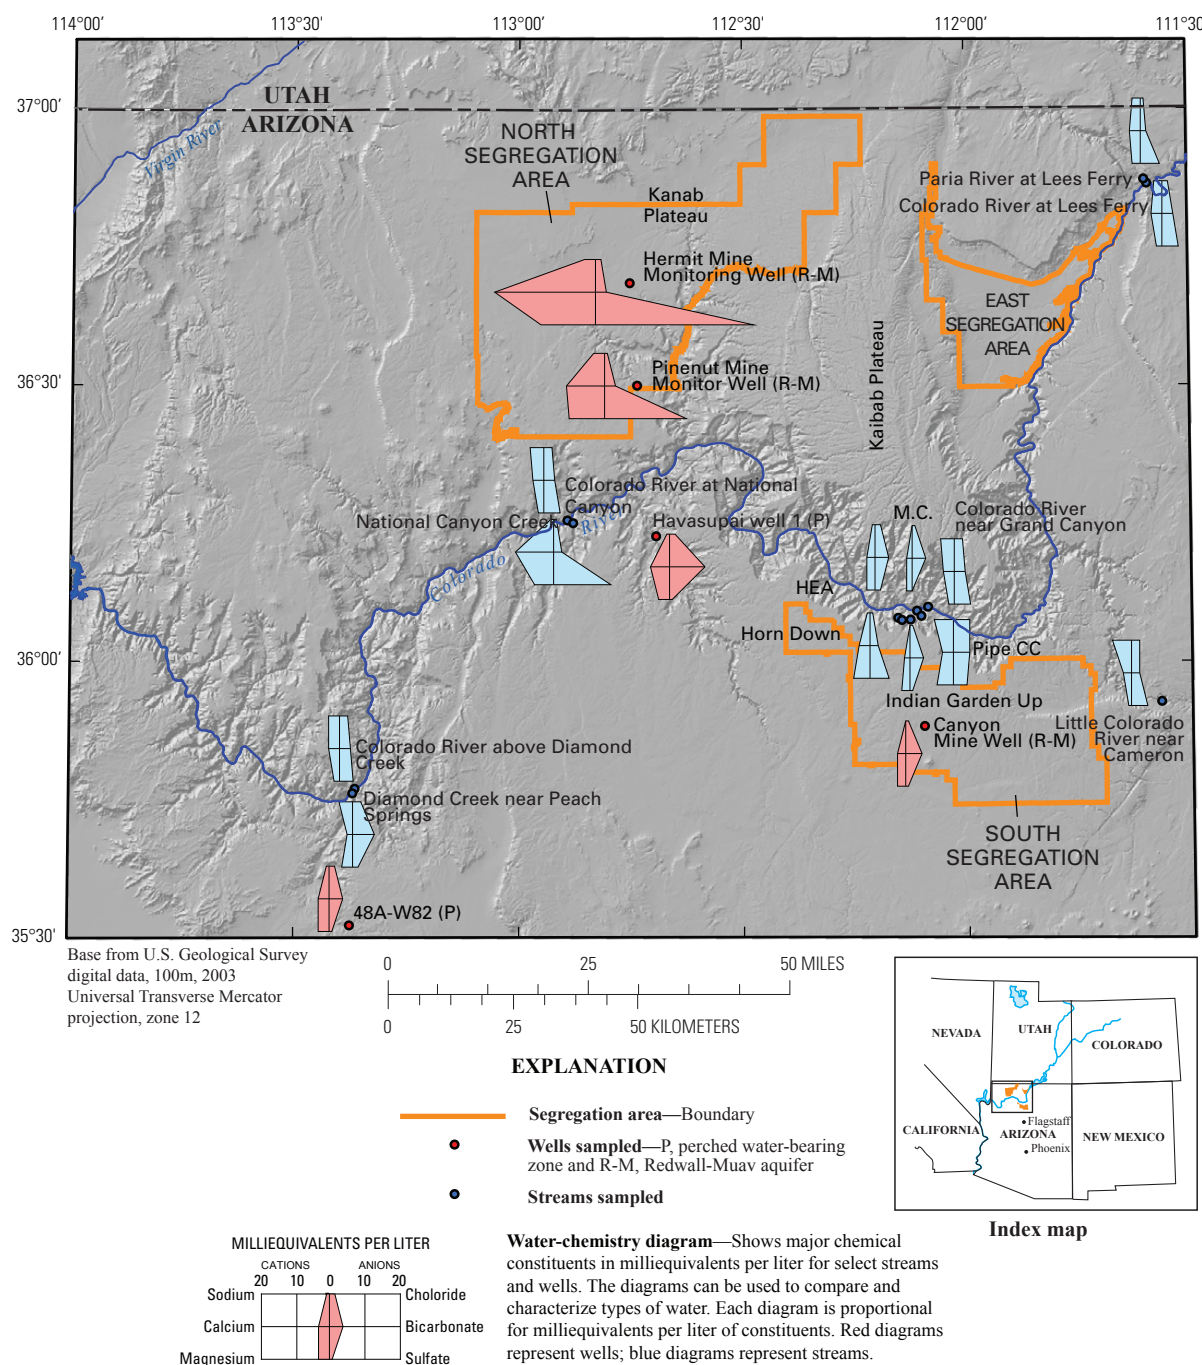 114°00'
113°30'
113°00'
112°30'
112°00'
111°30'
37°00'
UTAH
ARIZONA
Virgin River
NORTH
SEGREGATION
AREA
Kanab
Plateau
Paria River at Lees Ferry
Colorado River at Lees Ferry
Hermit Mine
Monitoring Well (R-M)
EAST
SEGREGATION
AREA
Kaibab Plateau
36°30'
Pinenut Mine
Monitor Well (R-M)
Colorado River at National
Canyon
National Canyon Creek
Colorado
River
Havasupai well 1 (P)
M.C.
Colorado River
near Grand Canyon
HEA
Horn Down
Pipe CC
36°00'
Indian Garden Up
Canyon
Mine Well (R-M)
Little Colorado
River near
Cameron
Colorado River above Diamond
Creek
Diamond Creek near Peach
Springs
SOUTH
SEGREGATION
AREA
48A-W82 (P)
35°30'
Base from U.S. Geological Survey
digital data, 100m, 2003
Universal Transverse Mercator
projection, zone 12
0 25 50 MILES
0 25 50 KILOMETERS
EXPLANATION
Segregation area—Boundary
Wells sampled—P, perched water-bearing
zone and R-M, Redwall-Muav aquifer
Streams sampled
NEVADA
UTAH
COLORADO
CALIFORNIA
ARIZONA
NEW MEXICO
Flagstaff
Phoenix
Index map
MILLIEQUIVALENTS PER LITER
CATIONS ANIONS
20 10 0 10 20
Sodium Choloride
Calcium Bicarbonate
Magnesium Sulfate
Water-chemistry diagram—Shows major chemical
constituents in milliequivalents per liter for select streams
and wells. The diagrams can be used to compare and
characterize types of water. Each diagram is proportional
for milliequivalents per liter of constituents. Red diagrams
represent wells; blue diagrams represent streams.